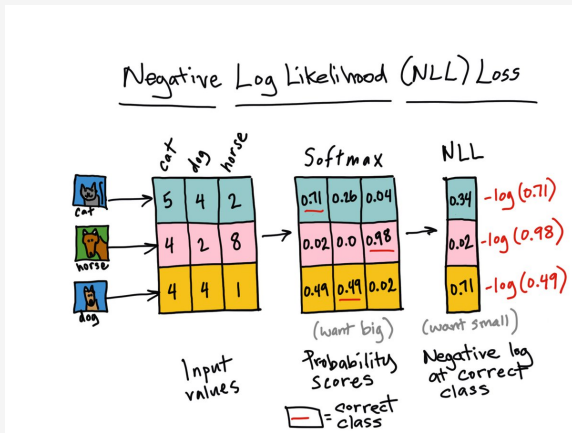 Negative Log Likelihood (NLL) Loss
cat dog horse
Softmax
NLL
cat
5 4 2
0.71 0.26 0.04
0.34
-log(0.71)
horse
4 2 8
0.02 0.0 0.98
0.02
-log(0.98)
dog
4 4 1
0.49 0.49 0.02
0.71
-log(0.49)
(want big)
(want small)
Input
values
Probability
scores
Negative log
at correct
class
= correct
class